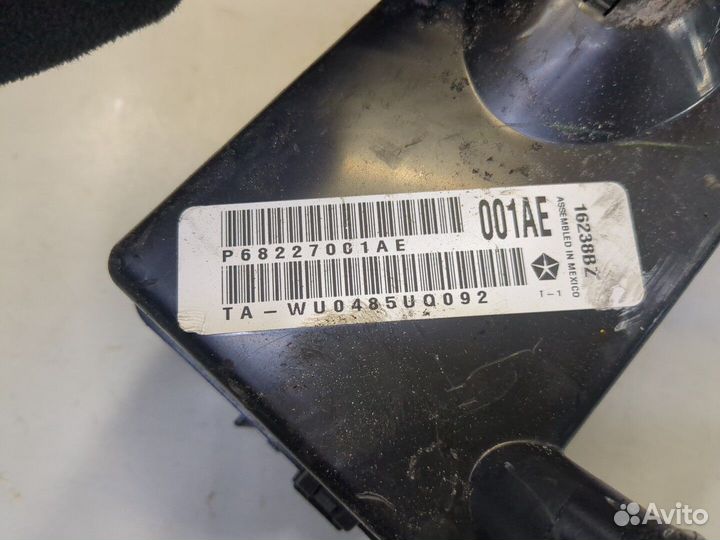 P68227001AE
001AE
TA-WU0485UQ092
16238BZ
ASSEMBLED IN MEXICO
T-1
Avito